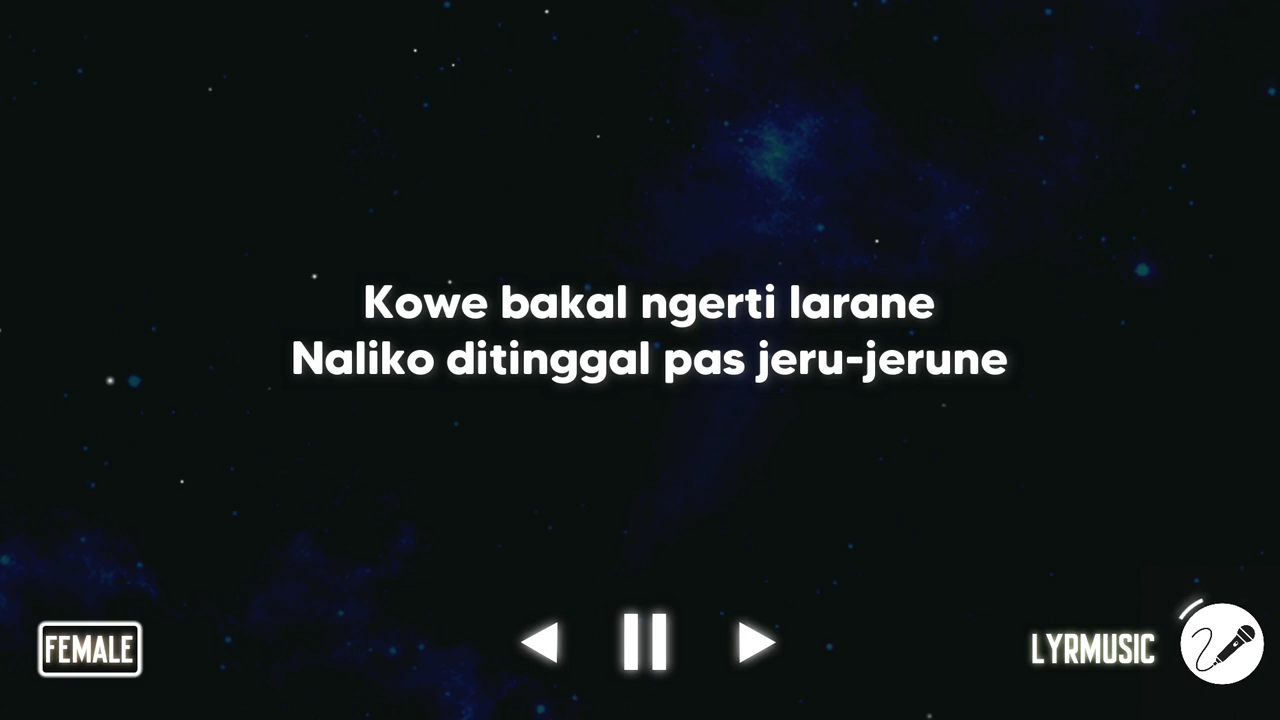 Kowe bakal ngerti larane
Naliko ditinggal pas jeru-jerune
FEMALE
LYRMUSIC